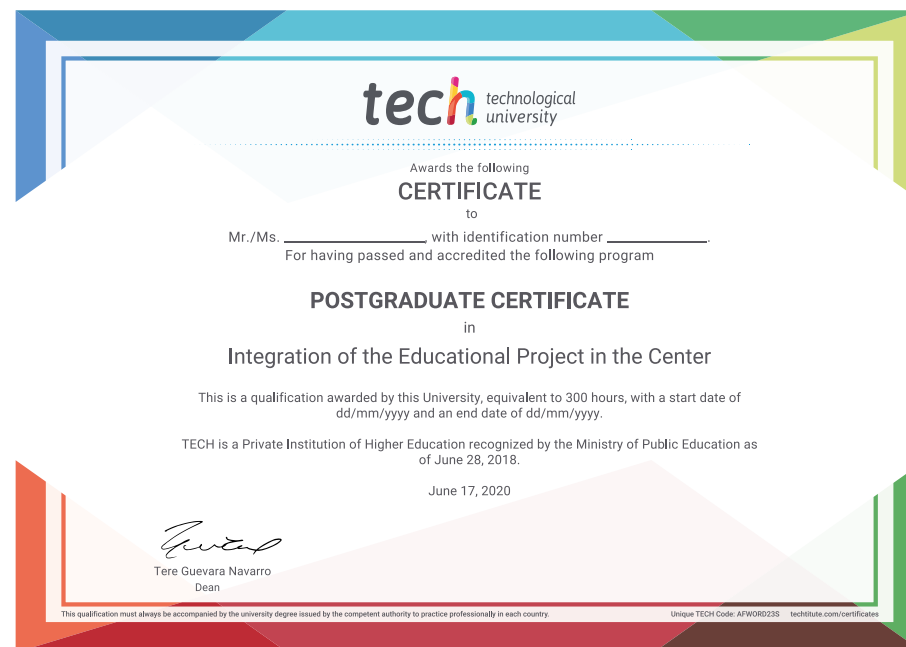 tech technological
university
Awards the following
CERTIFICATE
to
Mr./Ms. ____________________, with identification number ______________.
For having passed and accredited the following program
POSTGRADUATE CERTIFICATE
in
Integration of the Educational Project in the Center
This is a qualification awarded by this University, equivalent to 300 hours, with a start date of
dd/mm/yyyy and an end date of dd/mm/yyyy.
TECH is a Private Institution of Higher Education recognized by the Ministry of Public Education as
of June 28, 2018.
June 17, 2020
Tere Guevara Navarro
Dean
This qualification must always be accompanied by the university degree issued by the competent authority to practice professionally in each country. Unique TECH Code: AFWORD23S techtitute.com/certificates